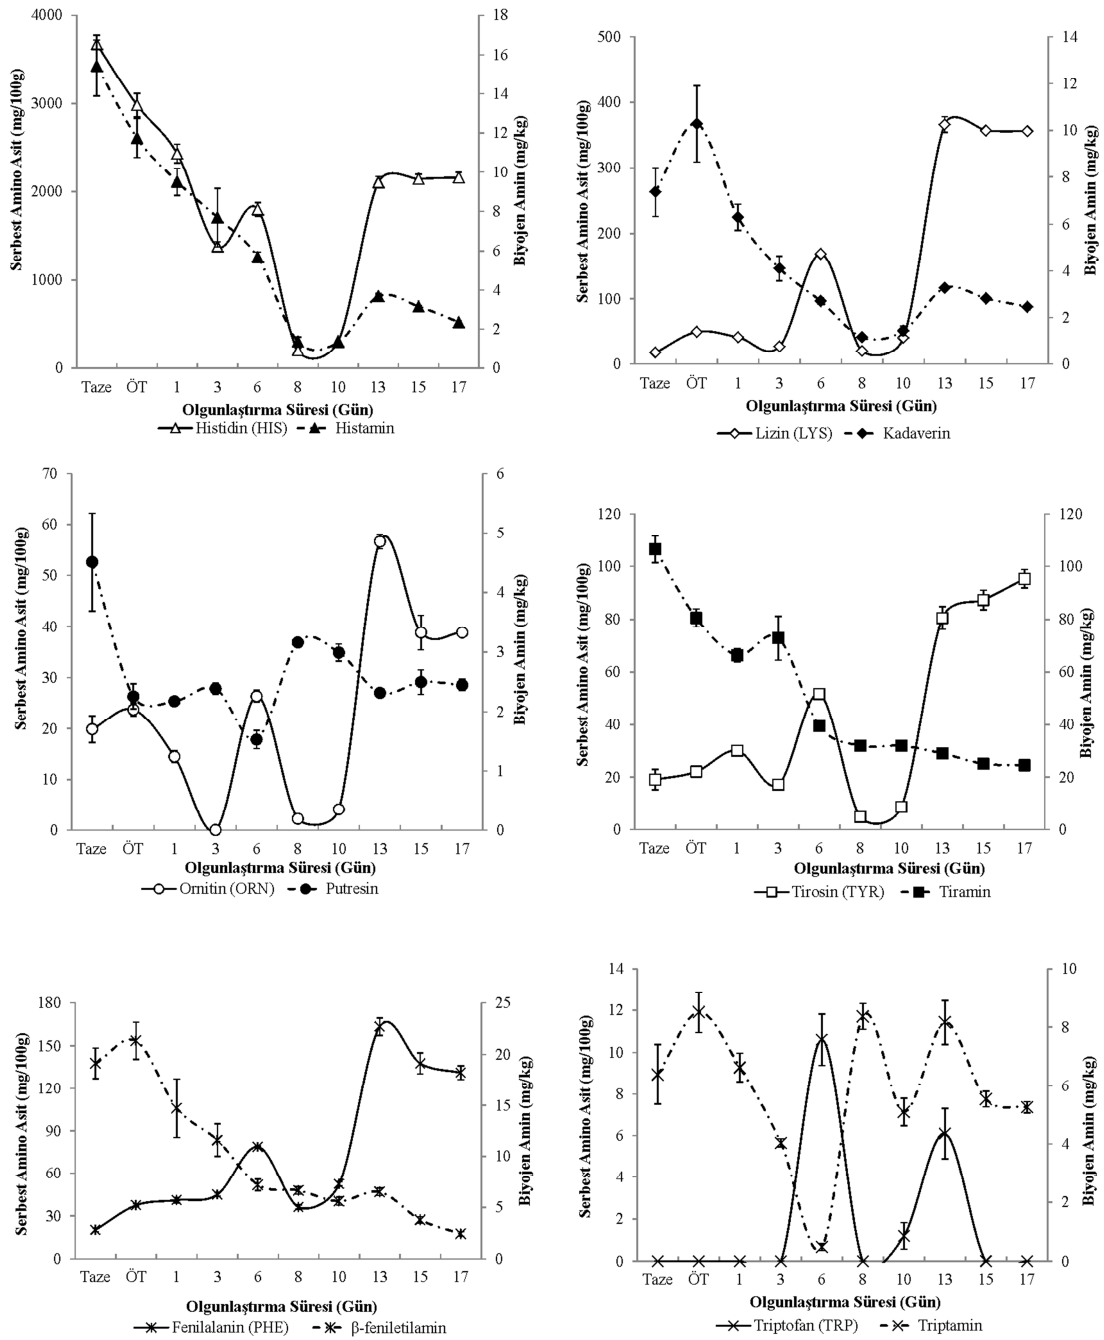 4000
3000
2000
1000
0
18
16
14
12
10
8
6
4
2
0
Serbest Amino Asit (mg/100g)
Biyojen Amin (mg/kg)
Taze ÖT 1 3 6 8 10 13 15 17
Olgunlaştırma Süresi (Gün)
Histidin (HIS) Histamin
500
400
300
200
100
0
14
12
10
8
6
4
2
0
Serbest Amino Asit (mg/100g)
Biyojen Amin (mg/kg)
Taze ÖT 1 3 6 8 10 13 15 17
Olgunlaştırma Süresi (Gün)
Lizin (LYS) Kadaverin
70
60
50
40
30
20
10
0
6
5
4
3
2
1
0
Serbest Amino Asit (mg/100g)
Biyojen Amin (mg/kg)
Taze ÖT 1 3 6 8 10 13 15 17
Olgunlaştırma Süresi (Gün)
Ornitin (ORN) Putresin
120
100
80
60
40
20
0
120
100
80
60
40
20
0
Serbest Amino Asit (mg/100g)
Biyojen Amin (mg/kg)
Taze ÖT 1 3 6 8 10 13 15 17
Olgunlaştırma Süresi (Gün)
Tirosin (TYR) Tiramin
180
150
120
90
60
30
0
25
20
15
10
5
0
Serbest Amino Asit (mg/100g)
Biyojen Amin (mg/kg)
Taze ÖT 1 3 6 8 10 13 15 17
Olgunlaştırma Süresi (Gün)
Fenilalanin (PHE) β-feniletilamin
14
12
10
8
6
4
2
0
10
8
6
4
2
0
Serbest Amino Asit (mg/100g)
Biyojen Amin (mg/kg)
Taze ÖT 1 3 6 8 10 13 15 17
Olgunlaştırma Süresi (Gün)
Triptofan (TRP) Triptamin